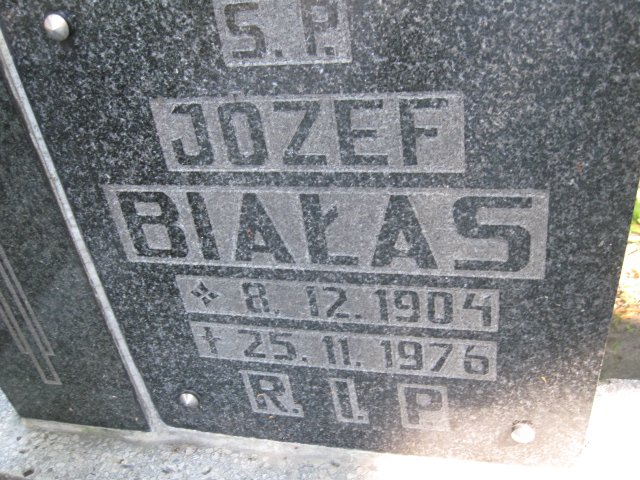 S. P.
JÓZEF
BIAŁAS
8. 12. 1904
† 25. 11. 1976
R. I. P